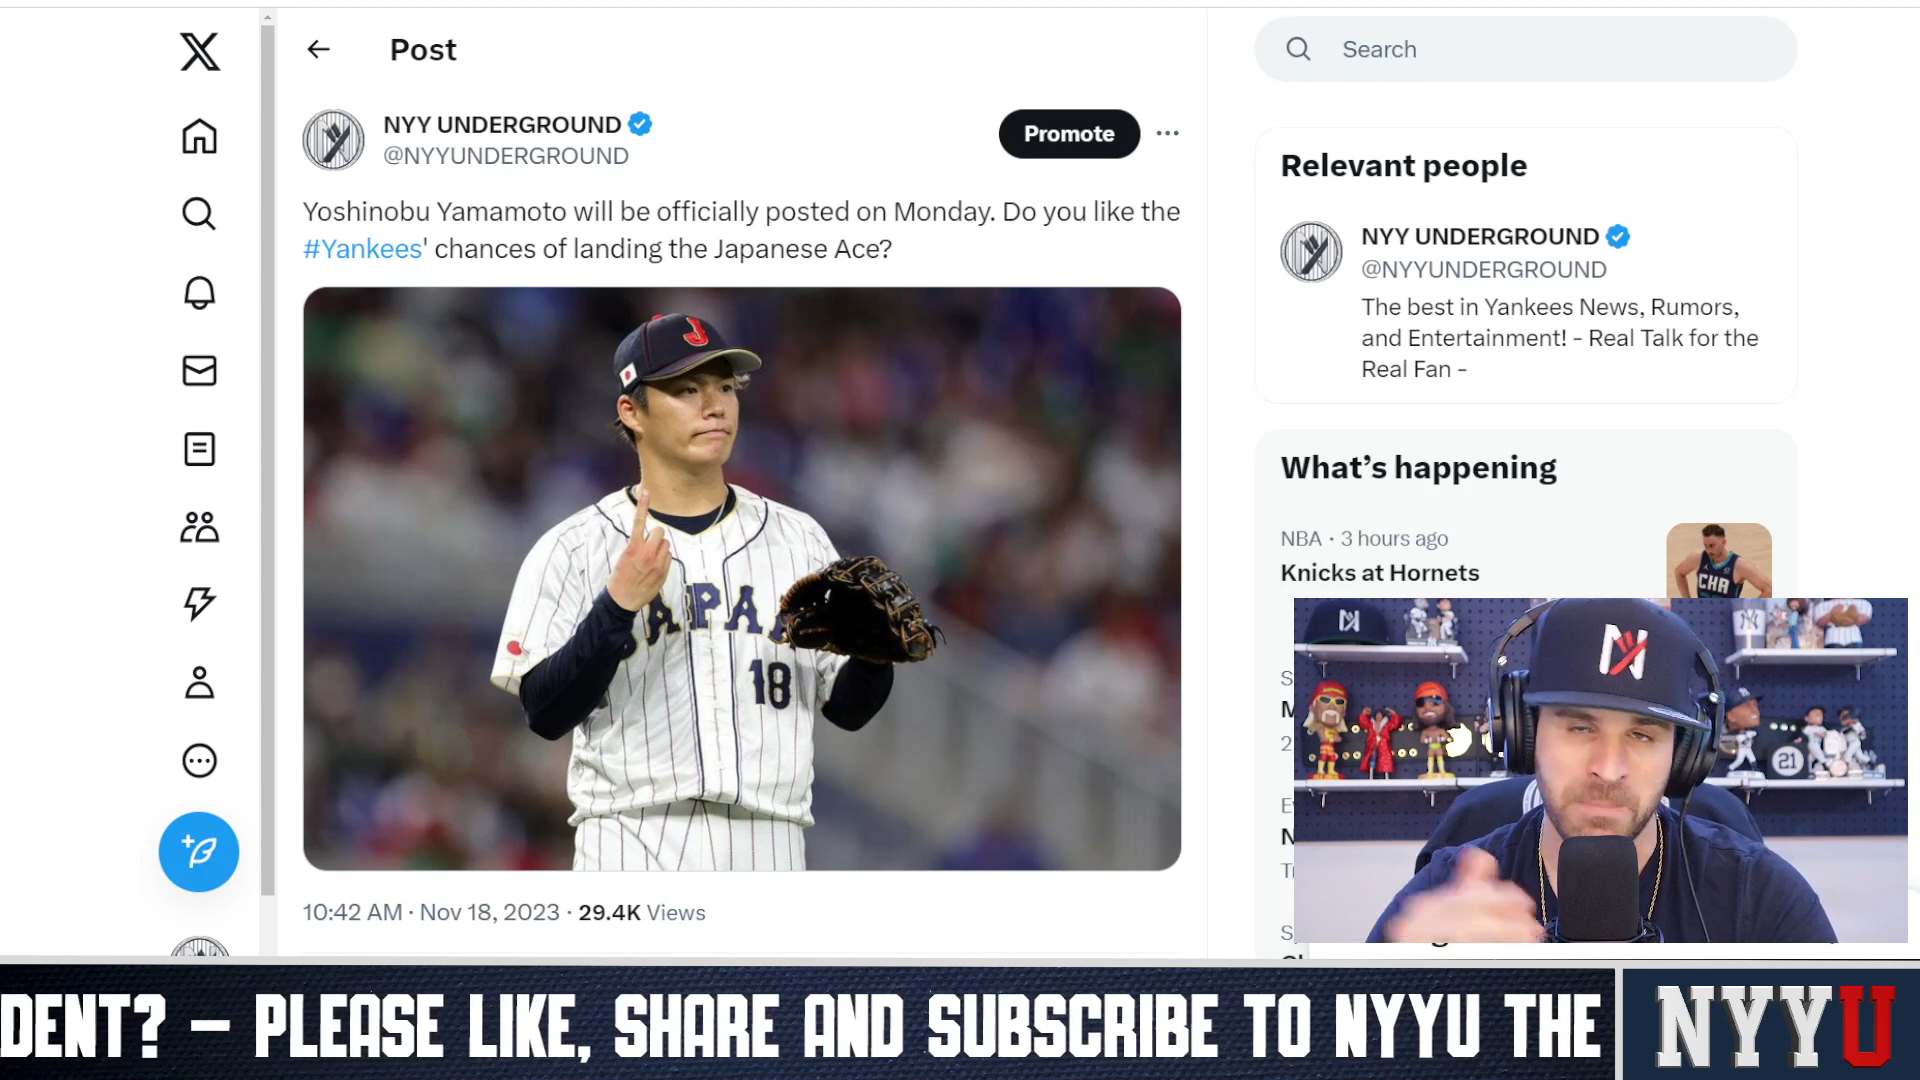 Post
Search
NYY UNDERGROUND
@NYYUNDERGROUND
Promote
Yoshinobu Yamamoto will be officially posted on Monday. Do you like the
#Yankees' chances of landing the Japanese Ace?
J
JAPA
18
10:42 AM · Nov 18, 2023 · 29.4K Views
Relevant people
NYY UNDERGROUND
@NYYUNDERGROUND
The best in Yankees News, Rumors,
and Entertainment! - Real Talk for the
Real Fan -
What’s happening
NBA · 3 hours ago
Knicks at Hornets
CHA
21
DENT? – PLEASE LIKE, SHARE AND SUBSCRIBE TO NYYU THE
NYYU